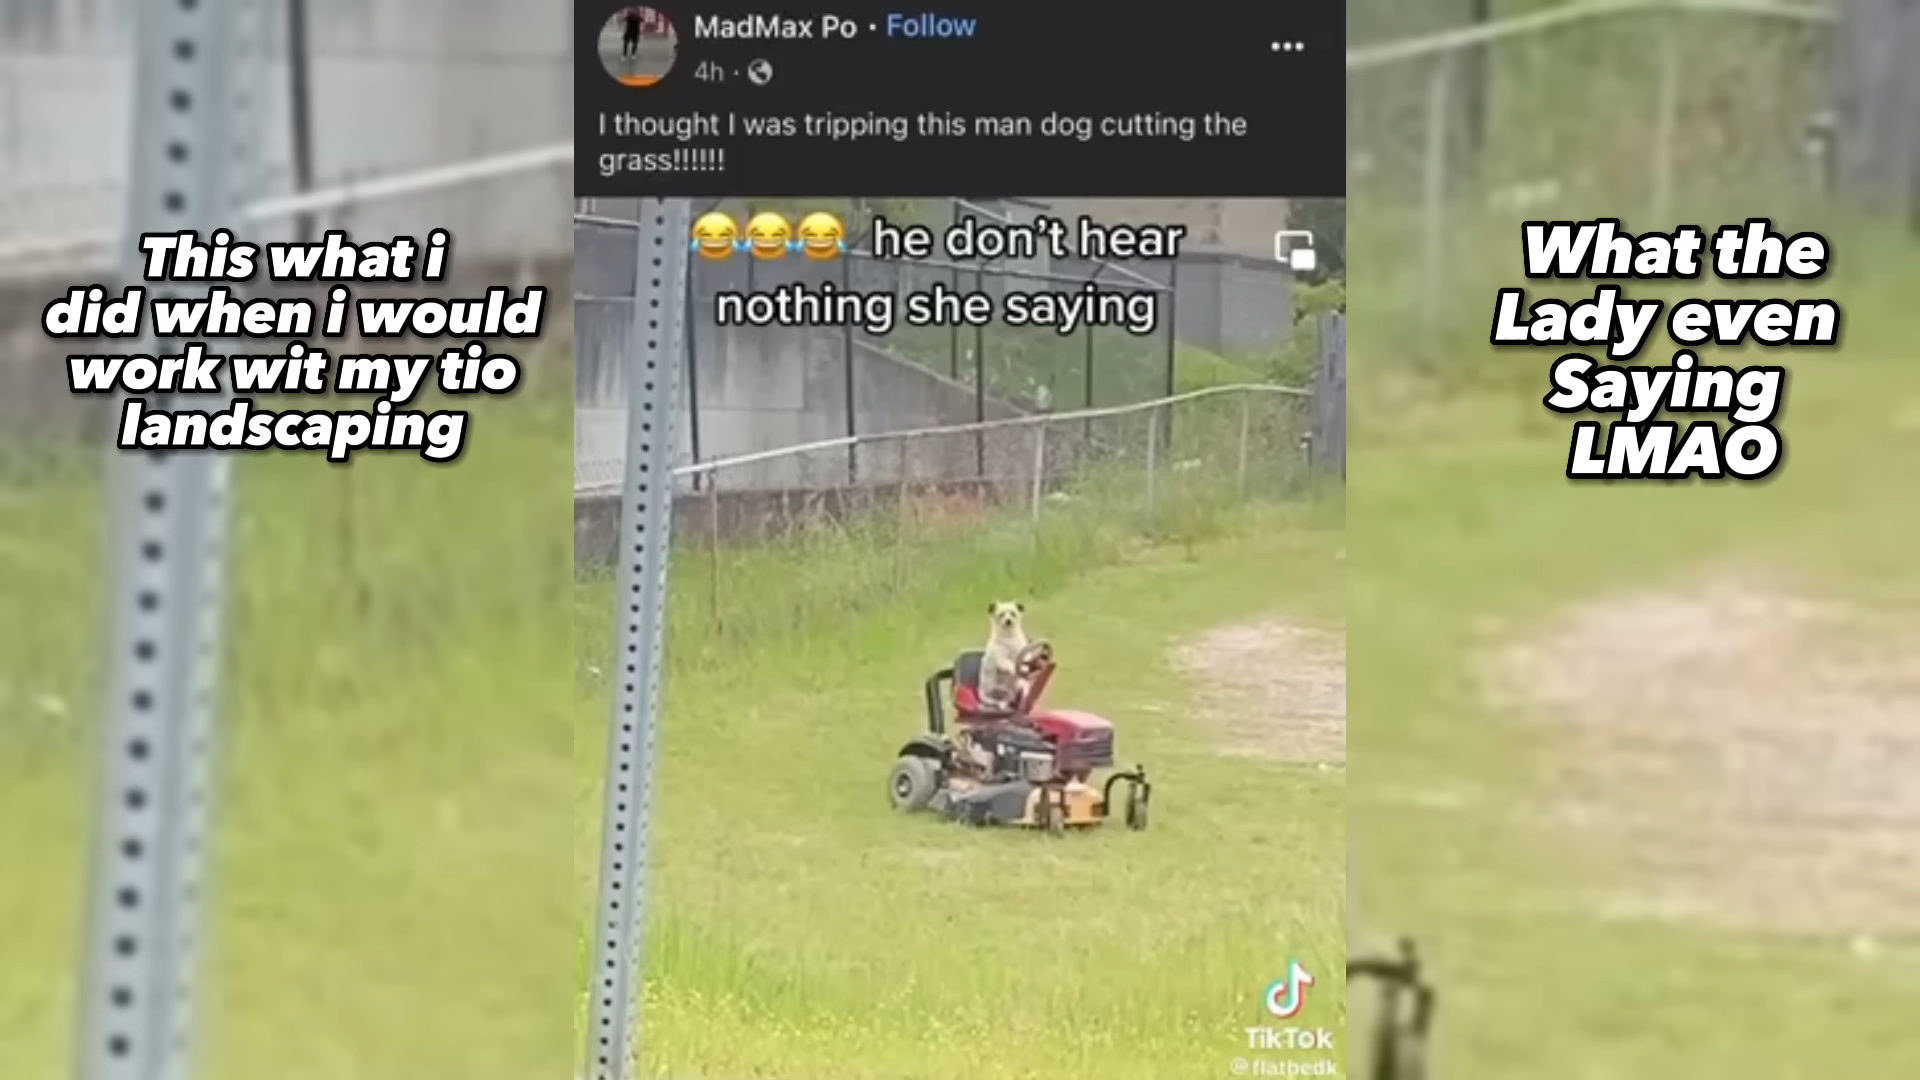 MadMax Po · Follow
4h ·
I thought I was tripping this man dog cutting the
grass!!!!!!
😂😂😂 he don't hear
nothing she saying
This what i
did when i would
work wit my tio
landscaping
What the
Lady even
Saying
LMAO
TikTok
@flatbedk